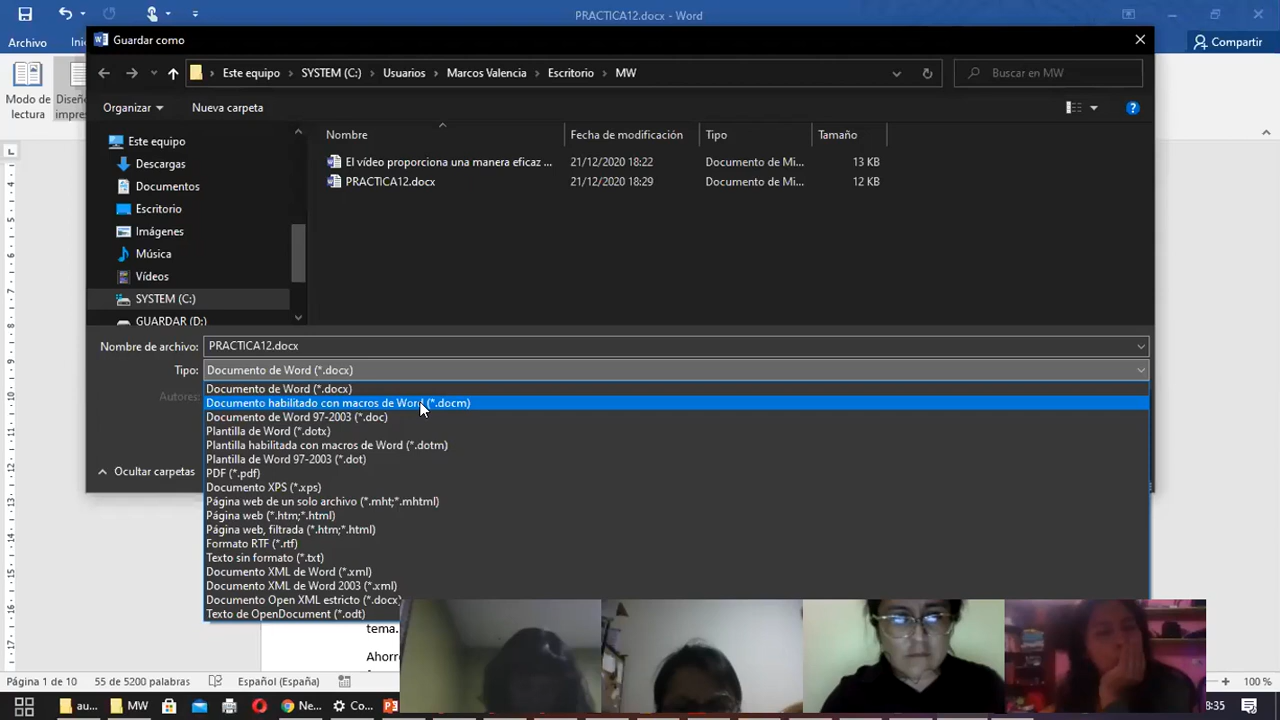 PRACTICA12.docx - Word
Archivo
Compartir
Guardar como
Este equipo
SYSTEM (C:)
Usuarios
Marcos Valencia
Escritorio
MW
Buscar en MW
Modo de lectura
Organizar
Nueva carpeta
Este equipo
Descargas
Documentos
Escritorio
Imágenes
Música
Vídeos
SYSTEM (C:)
GUARDAR (D:)
Nombre Fecha de modificación Tipo Tamaño
El vídeo proporciona una manera eficaz ... 21/12/2020 18:22 Documento de Mi... 13 KB
PRACTICA12.docx 21/12/2020 18:29 Documento de Mi... 12 KB
Nombre de archivo: PRACTICA12.docx
Tipo: Documento de Word (*.docx)
Autores:
Documento de Word (*.docx)
Documento habilitado con macros de Word (*.docm)
Documento de Word 97-2003 (*.doc)
Plantilla de Word (*.dotx)
Plantilla habilitada con macros de Word (*.dotm)
Plantilla de Word 97-2003 (*.dot)
PDF (*.pdf)
Documento XPS (*.xps)
Página web de un solo archivo (*.mht;*.mhtml)
Página web (*.htm;*.html)
Página web, filtrada (*.htm;*.html)
Formato RTF (*.rtf)
Texto sin formato (*.txt)
Documento XML de Word (*.xml)
Documento XML de Word 2003 (*.xml)
Documento Open XML estricto (*.docx)
Texto de OpenDocument (*.odt)
Ocultar carpetas
tema.
Página 1 de 10
55 de 5200 palabras
Español (España)
100 %
au...
MW
Ne...
Co...
8:35